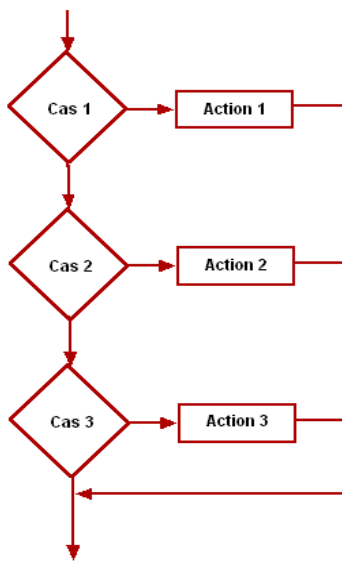 Cas 1
Action 1
Cas 2
Action 2
Cas 3
Action 3